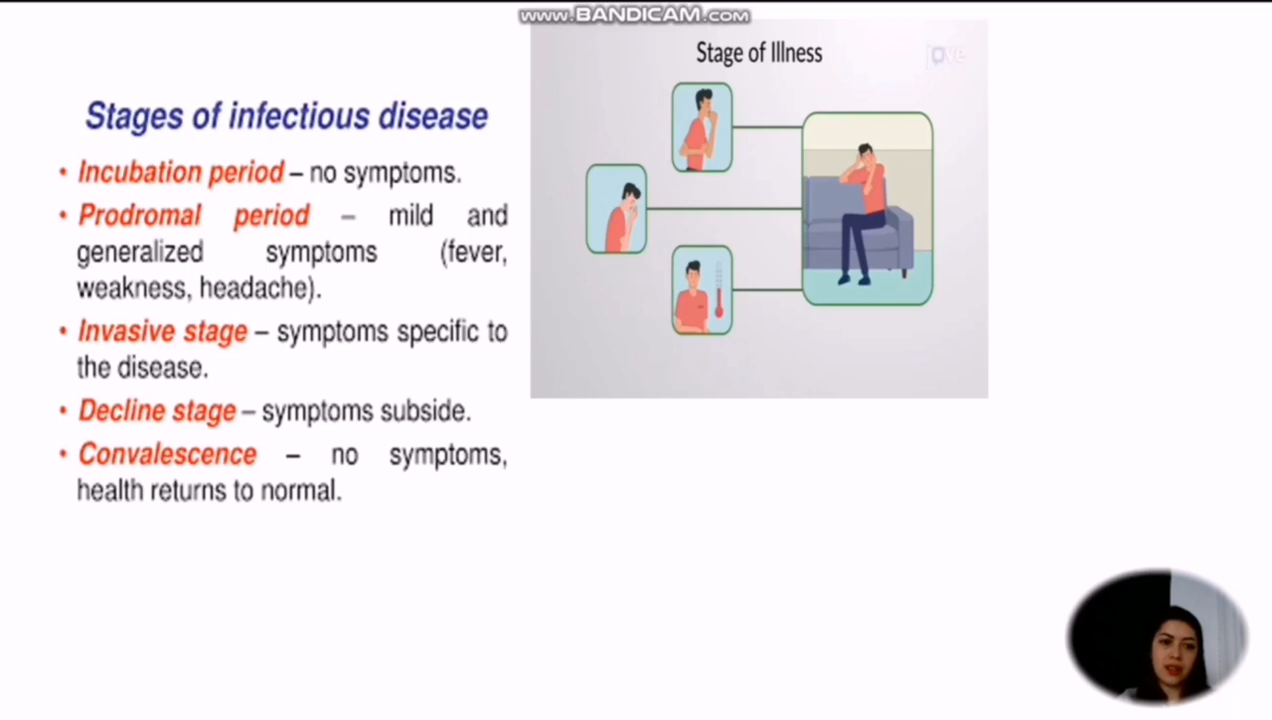 www.BANDICAM.com
Stages of infectious disease
• Incubation period – no symptoms.
• Prodromal period – mild and
generalized symptoms (fever,
weakness, headache).
• Invasive stage – symptoms specific to
the disease.
• Decline stage – symptoms subside.
• Convalescence – no symptoms,
health returns to normal.
Stage of Illness
jove